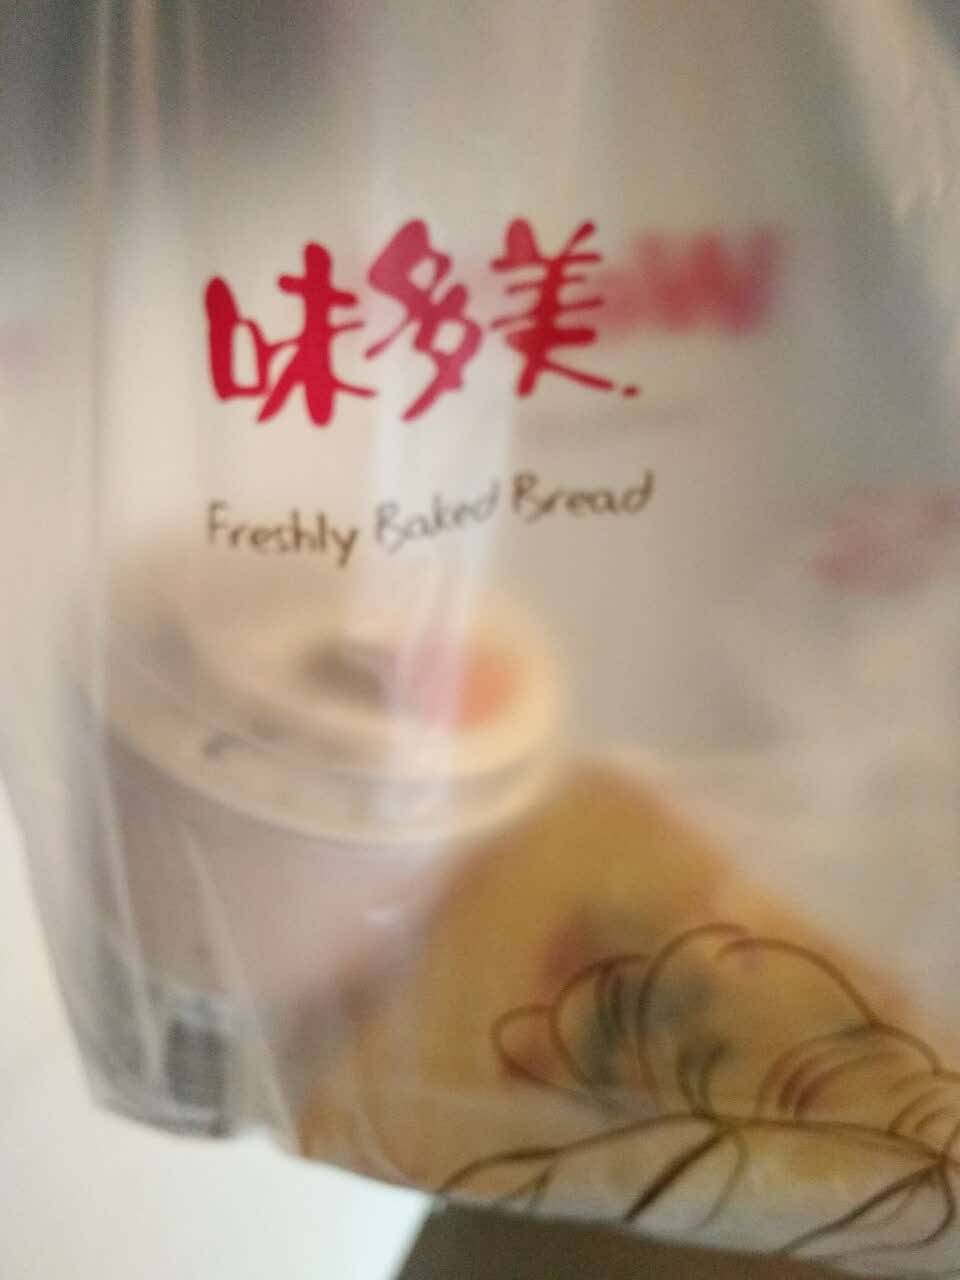 味多美
Freshly Baked Bread